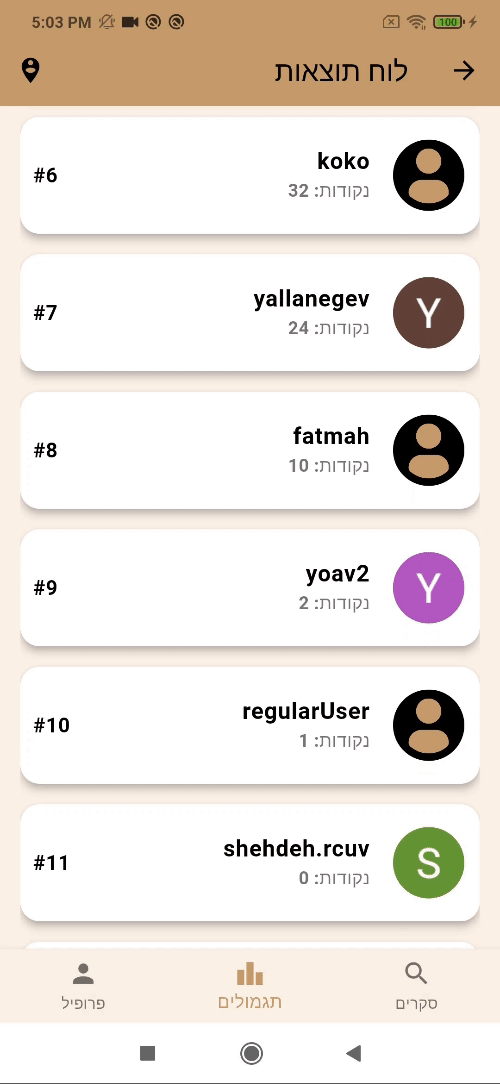 5:03 PM
100
לוח תוצאות
koko
נקודות: 32
#6
Y
yallanegev
נקודות: 24
#7
fatmah
נקודות: 10
#8
Y
yoav2
נקודות: 2
#9
regularUser
נקודות: 1
#10
S
shehdeh.rcuv
נקודות: 0
#11
סקרים
תגמולים
פרופיל